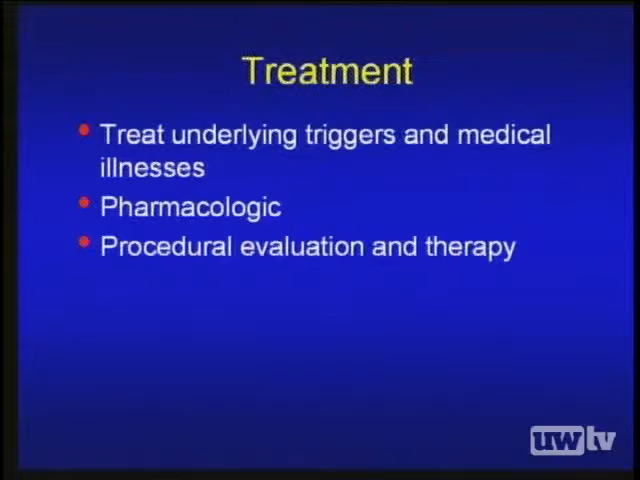 Treatment
• Treat underlying triggers and medical
illnesses
• Pharmacologic
• Procedural evaluation and therapy
uwtv